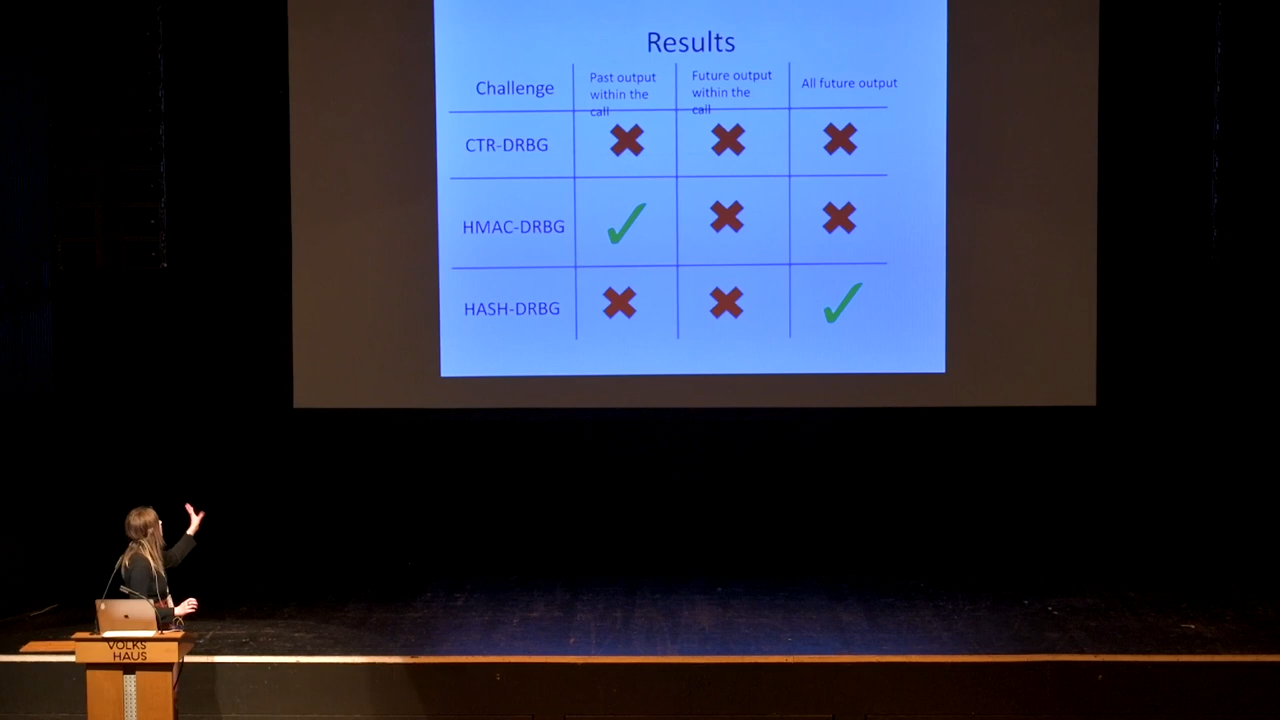 Results
Challenge
Past output
within the
call
Future output
within the
call
All future output
CTR-DRBG
HMAC-DRBG
HASH-DRBG
VOLKS
HAUS